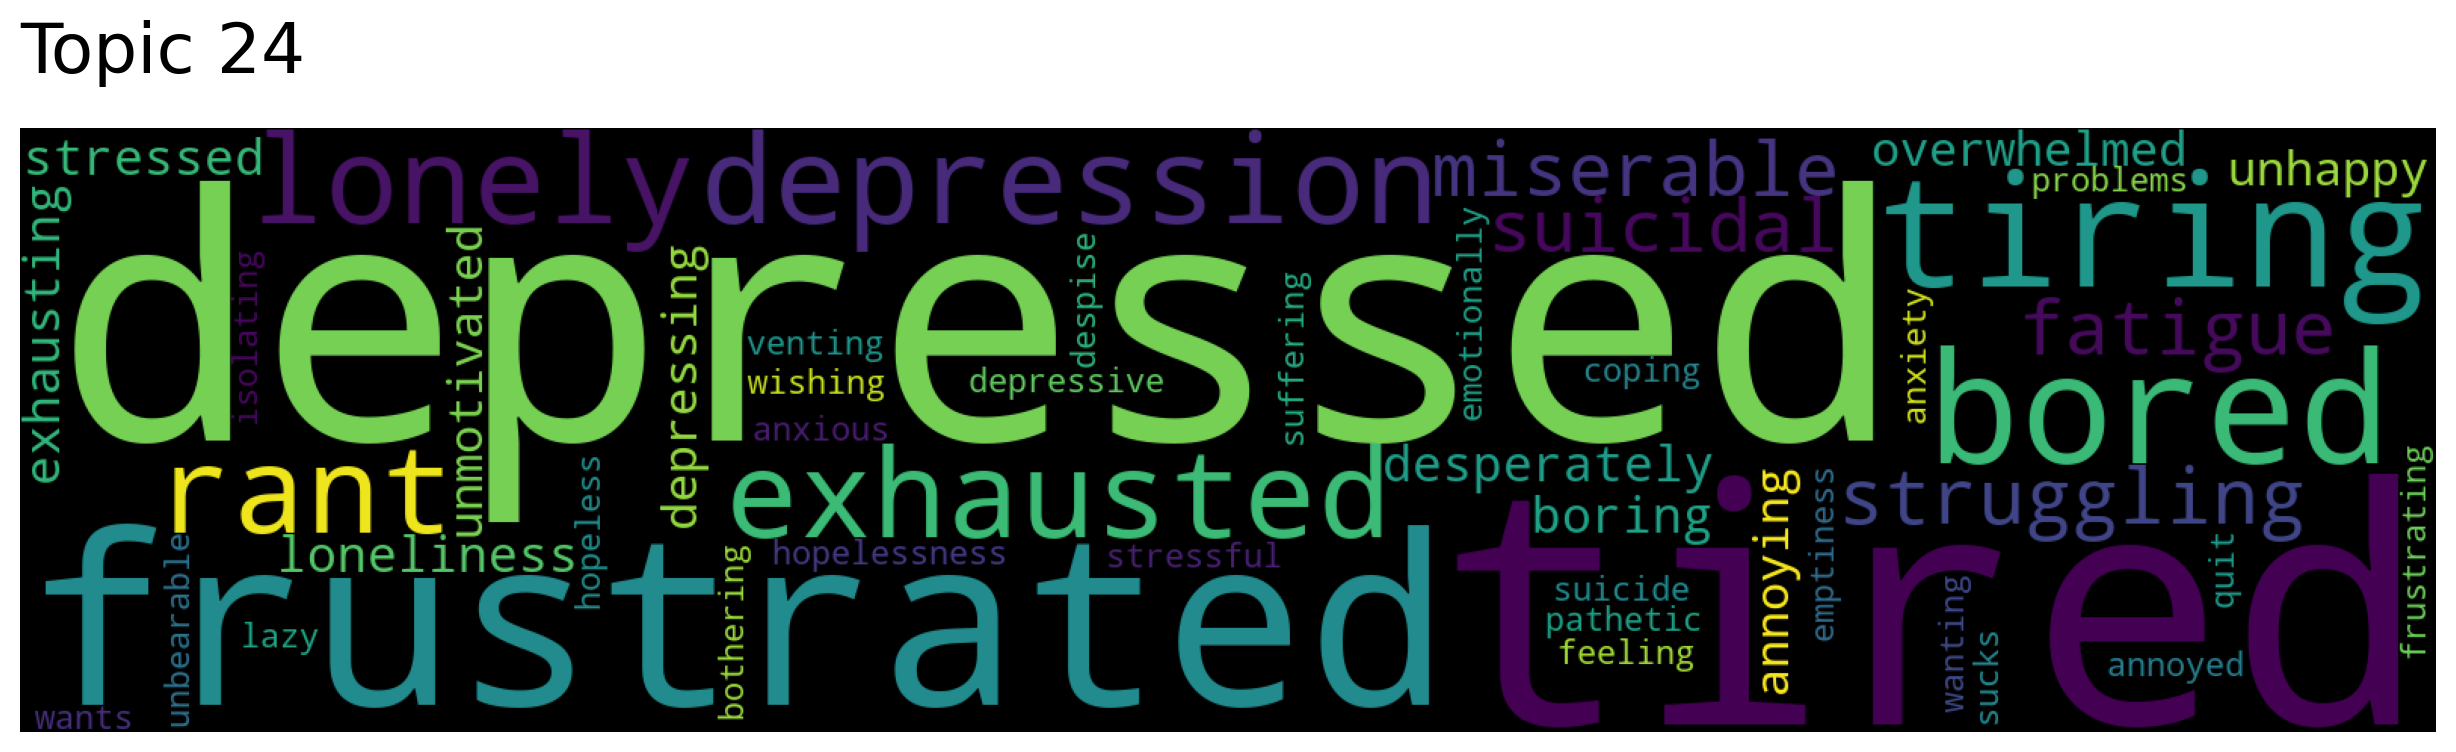 Topic 24
stressed
lonely
depression
miserable
overwhelmed
problems
unhappy
exhausting
depressed
isolating
unmotivated
depressing
venting
wishing
anxious
despise
depressive
suffering
emotionally
suicidal
coping
tiring
anxiety
fatigue
bored
rant
exhausted
desperately
boring
struggling
frustrating
loneliness
hopeless
hopelessness
stressful
frustrated
unbearable
lazy
bothering
wants
tired
suicide
pathetic
feeling
annoying
emptiness
wanting
sucks
quit
annoyed